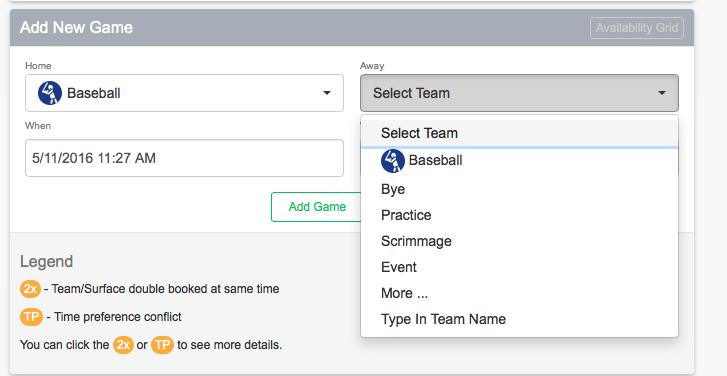 Add New Game
Availability Grid
Home
Away
Baseball
Select Team
When
5/11/2016 11:27 AM
Select Team
Baseball
Bye
Practice
Scrimmage
Event
More ...
Type In Team Name
Add Game
Legend
2x - Team/Surface double booked at same time
TP - Time preference conflict
You can click the 2x or TP to see more details.